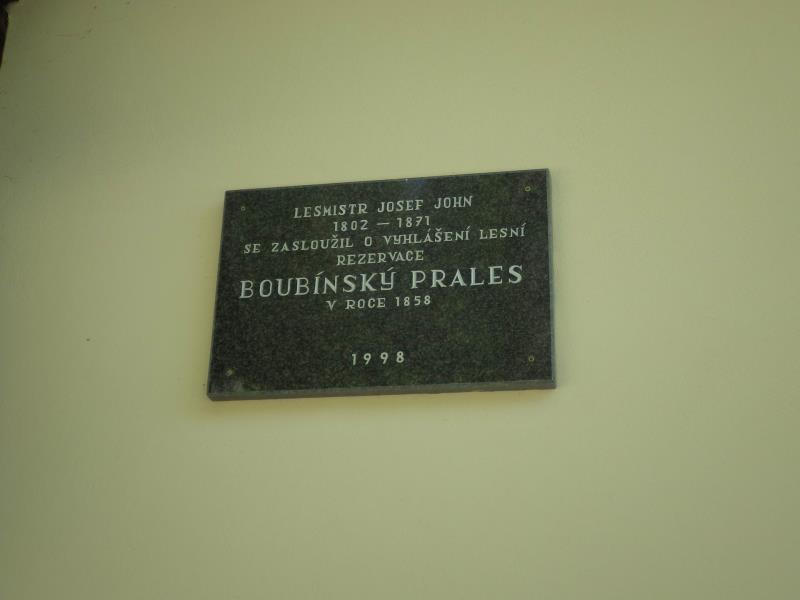 LESMISTR JOSEF JOHN
1802 — 1871
SE ZASLOUŽIL O VYHLÁŠENÍ LESNÍ
REZERVACE
BOUBÍNSKÝ PRALES
V ROCE 1858
1998